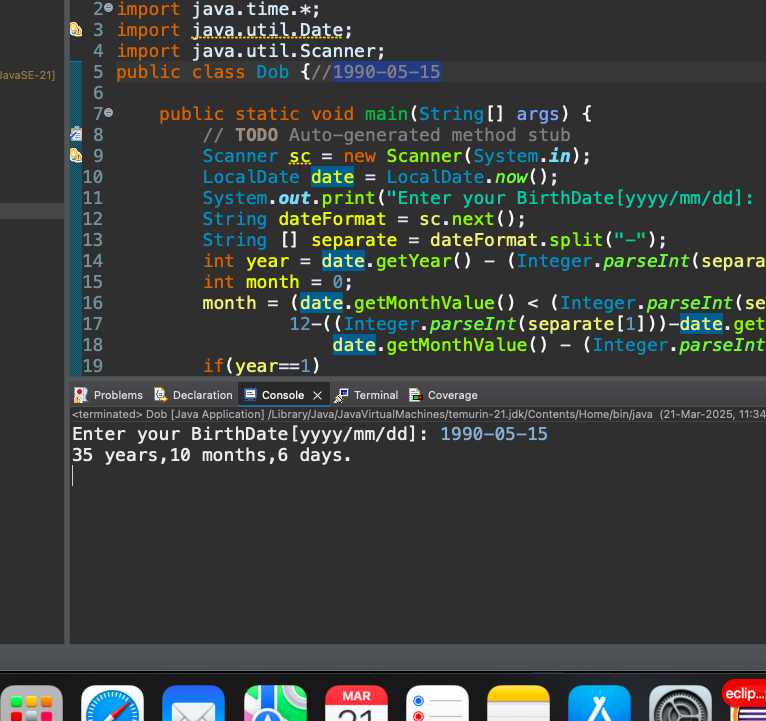 2 import java.time.*;
JavaSE-21]
3 import java.util.Date;
4 import java.util.Scanner;
5 public class Dob {//1990-05-15
6
7 public static void main(String[] args) {
8 // TODO Auto-generated method stub
9 Scanner sc = new Scanner(System.in);
10 LocalDate date = LocalDate.now();
11 System.out.print("Enter your BirthDate[yyyy/mm/dd]:
12 String dateFormat = sc.next();
13 String [] separate = dateFormat.split("-");
14 int year = date.getYear() - (Integer.parseInt(separa
15 int month = 0;
16 month = (date.getMonthValue() < (Integer.parseInt(se
17 12-((Integer.parseInt(separate[1]))-date.get
18 date.getMonthValue() - (Integer.parseInt
19 if(year==1)
Problems Declaration Console Terminal Coverage
<terminated> Dob [Java Application] /Library/Java/JavaVirtualMachines/temurin-21.jdk/Contents/Home/bin/java (21-Mar-2025, 11:34
Enter your BirthDate[yyyy/mm/dd]: 1990-05-15
35 years,10 months,6 days.
MAR
21
eclip...